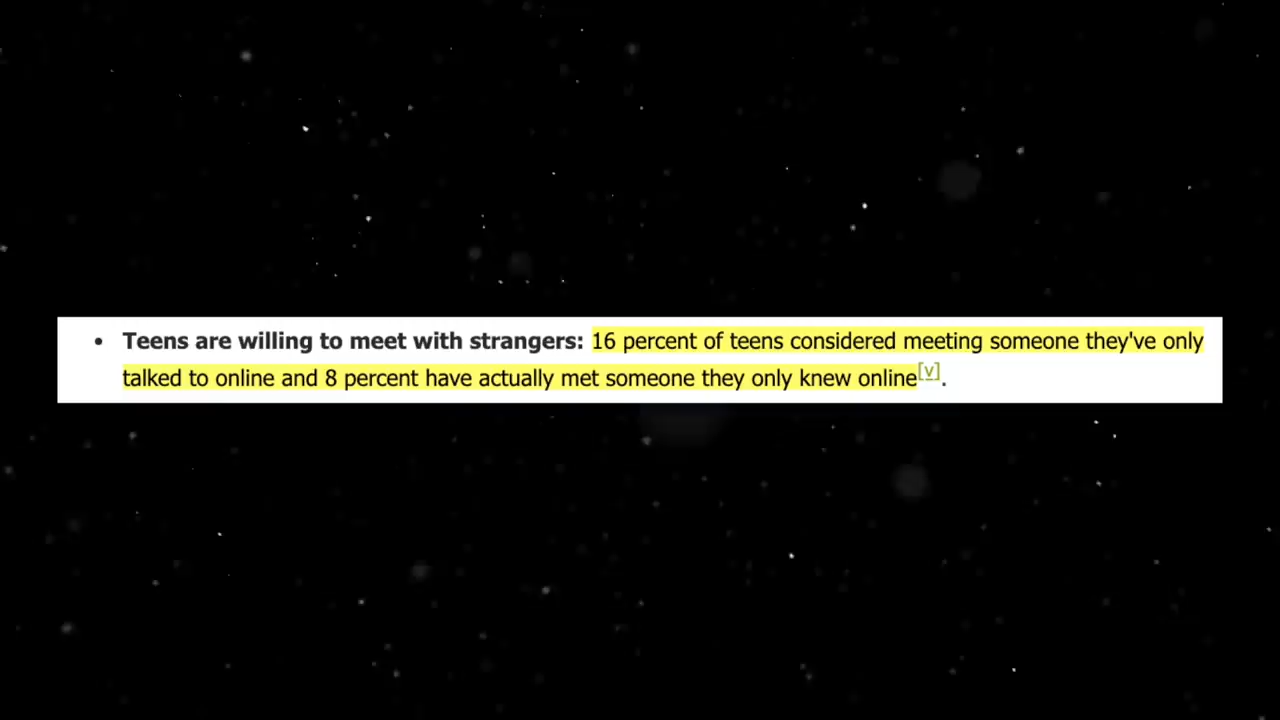 • Teens are willing to meet with strangers: 16 percent of teens considered meeting someone they've only
talked to online and 8 percent have actually met someone they only knew online[v].